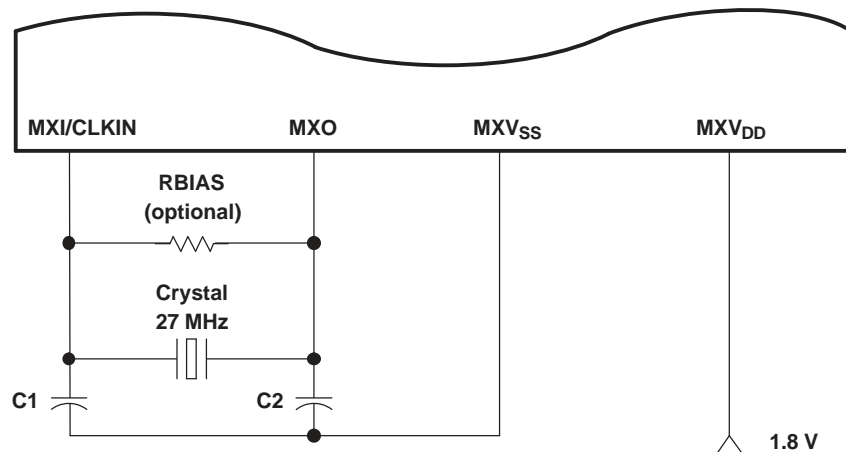 MXI/CLKIN
MXO
MXVSS
MXVDD
RBIAS
(optional)
Crystal
27 MHz
C1
C2
1.8 V